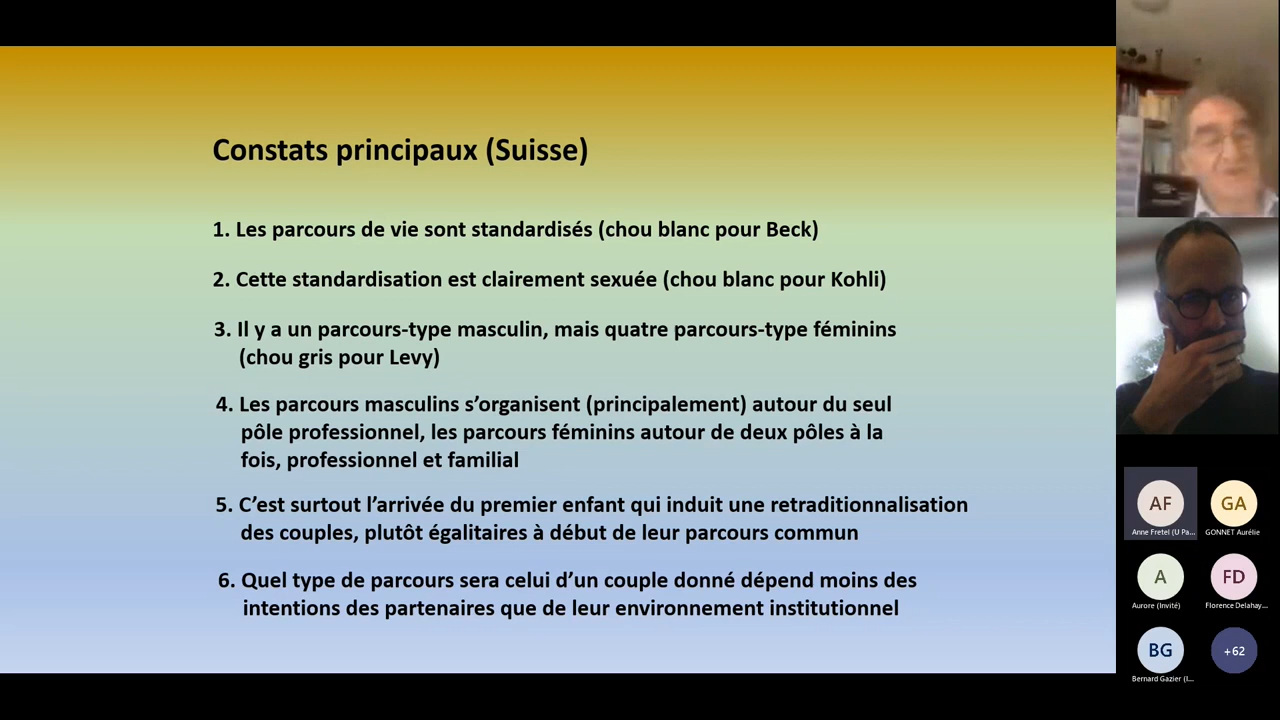 Constats principaux (Suisse)
1. Les parcours de vie sont standardisés (chou blanc pour Beck)
2. Cette standardisation est clairement sexuée (chou blanc pour Kohli)
3. Il y a un parcours-type masculin, mais quatre parcours-type féminins
(chou gris pour Levy)
4. Les parcours masculins s’organisent (principalement) autour du seul
pôle professionnel, les parcours féminins autour de deux pôles à la
fois, professionnel et familial
5. C’est surtout l’arrivée du premier enfant qui induit une retraditionnalisation
des couples, plutôt égalitaires à début de leur parcours commun
6. Quel type de parcours sera celui d’un couple donné dépend moins des
intentions des partenaires que de leur environnement institutionnel
AF
GA
Anne Fretel (U Pa...
GONNET Aurélie
A
FD
Aurore (Invité)
Florence Delahay...
BG
+62
Bernard Gazier (I...